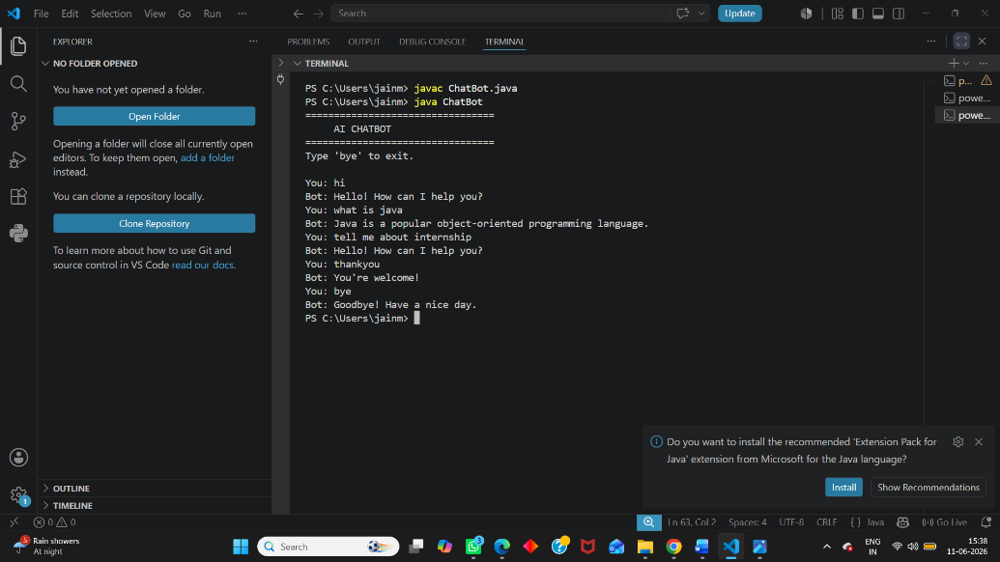 File Edit Selection View Go Run ···
Search
Update
EXPLORER
NO FOLDER OPENED
You have not yet opened a folder.
Open Folder
Opening a folder will close all currently open
editors. To keep them open, add a folder
instead.
You can clone a repository locally.
Clone Repository
To learn more about how to use Git and
source control in VS Code read our docs.
OUTLINE
TIMELINE
PROBLEMS OUTPUT DEBUG CONSOLE TERMINAL
TERMINAL
PS C:\Users\jainm> javac ChatBot.java
PS C:\Users\jainm> java ChatBot
=================================
AI CHATBOT
=================================
Type 'bye' to exit.
You: hi
Bot: Hello! How can I help you?
You: what is java
Bot: Java is a popular object-oriented programming language.
You: tell me about internship
Bot: Hello! How can I help you?
You: thankyou
Bot: You're welcome!
You: bye
Bot: Goodbye! Have a nice day.
PS C:\Users\jainm>
p...
powe...
powe...
Do you want to install the recommended 'Extension Pack for
Java' extension from Microsoft for the Java language?
Install
Show Recommendations
1
0 0
Ln 63, Col 2 Spaces: 4 UTF-8 CRLF { } Java Go Live
5
Rain showers
At night
Search
3
ENG
IN
15:38
11-06-2026